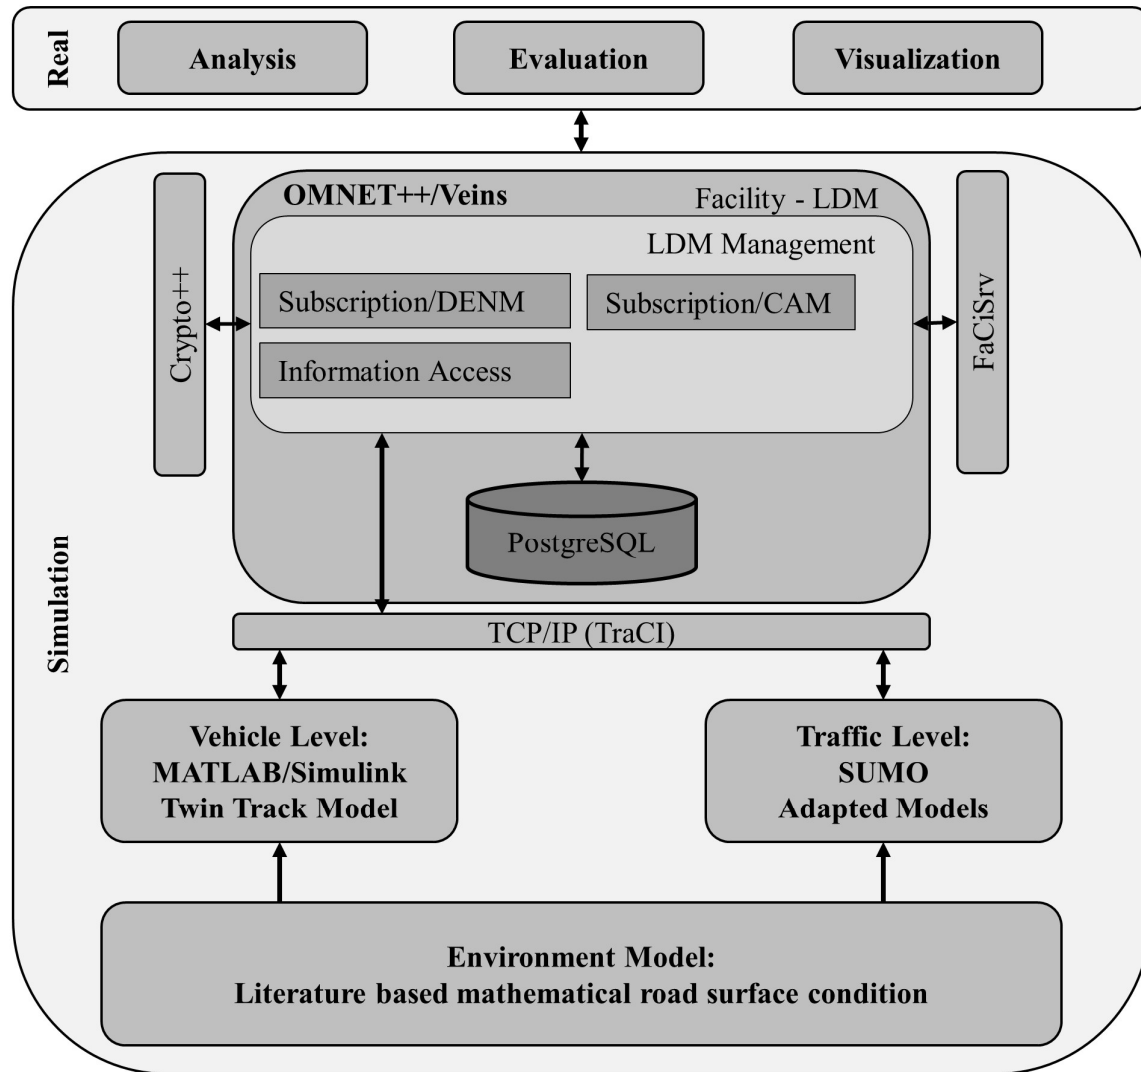 Real
Analysis
Evaluation
Visualization
Simulation
OMNET++/Veins
Facility - LDM
LDM Management
Subscription/DENM
Subscription/CAM
Information Access
Crypto++
FaCiSrv
PostgreSQL
TCP/IP (TraCI)
Vehicle Level:
MATLAB/Simulink
Twin Track Model
Traffic Level:
SUMO
Adapted Models
Environment Model:
Literature based mathematical road surface condition